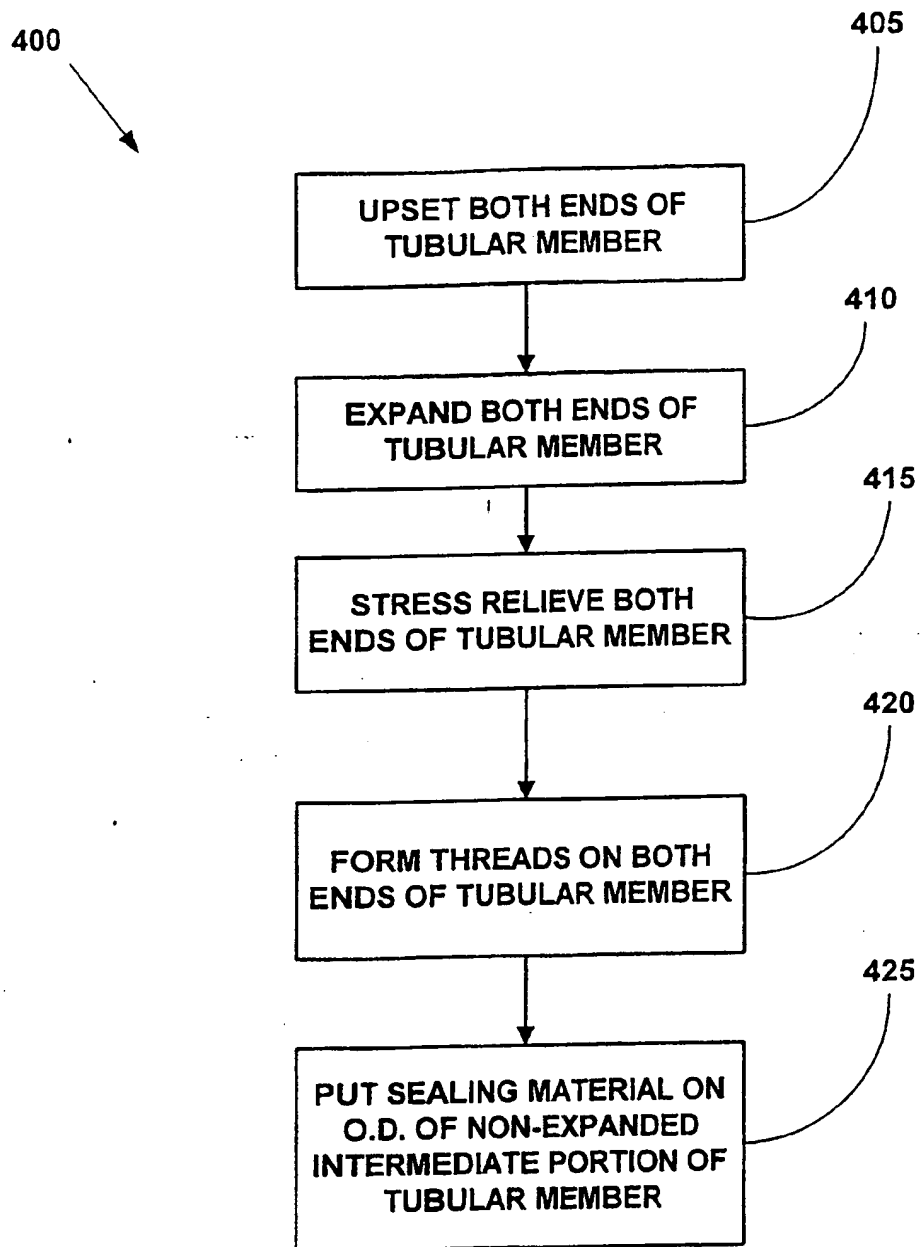 400
405
UPSET BOTH ENDS OF
TUBULAR MEMBER
410
EXPAND BOTH ENDS OF
TUBULAR MEMBER
415
STRESS RELIEVE BOTH
ENDS OF TUBULAR MEMBER
420
FORM THREADS ON BOTH
ENDS OF TUBULAR MEMBER
425
PUT SEALING MATERIAL ON
O.D. OF NON-EXPANDED
INTERMEDIATE PORTION OF
TUBULAR MEMBER